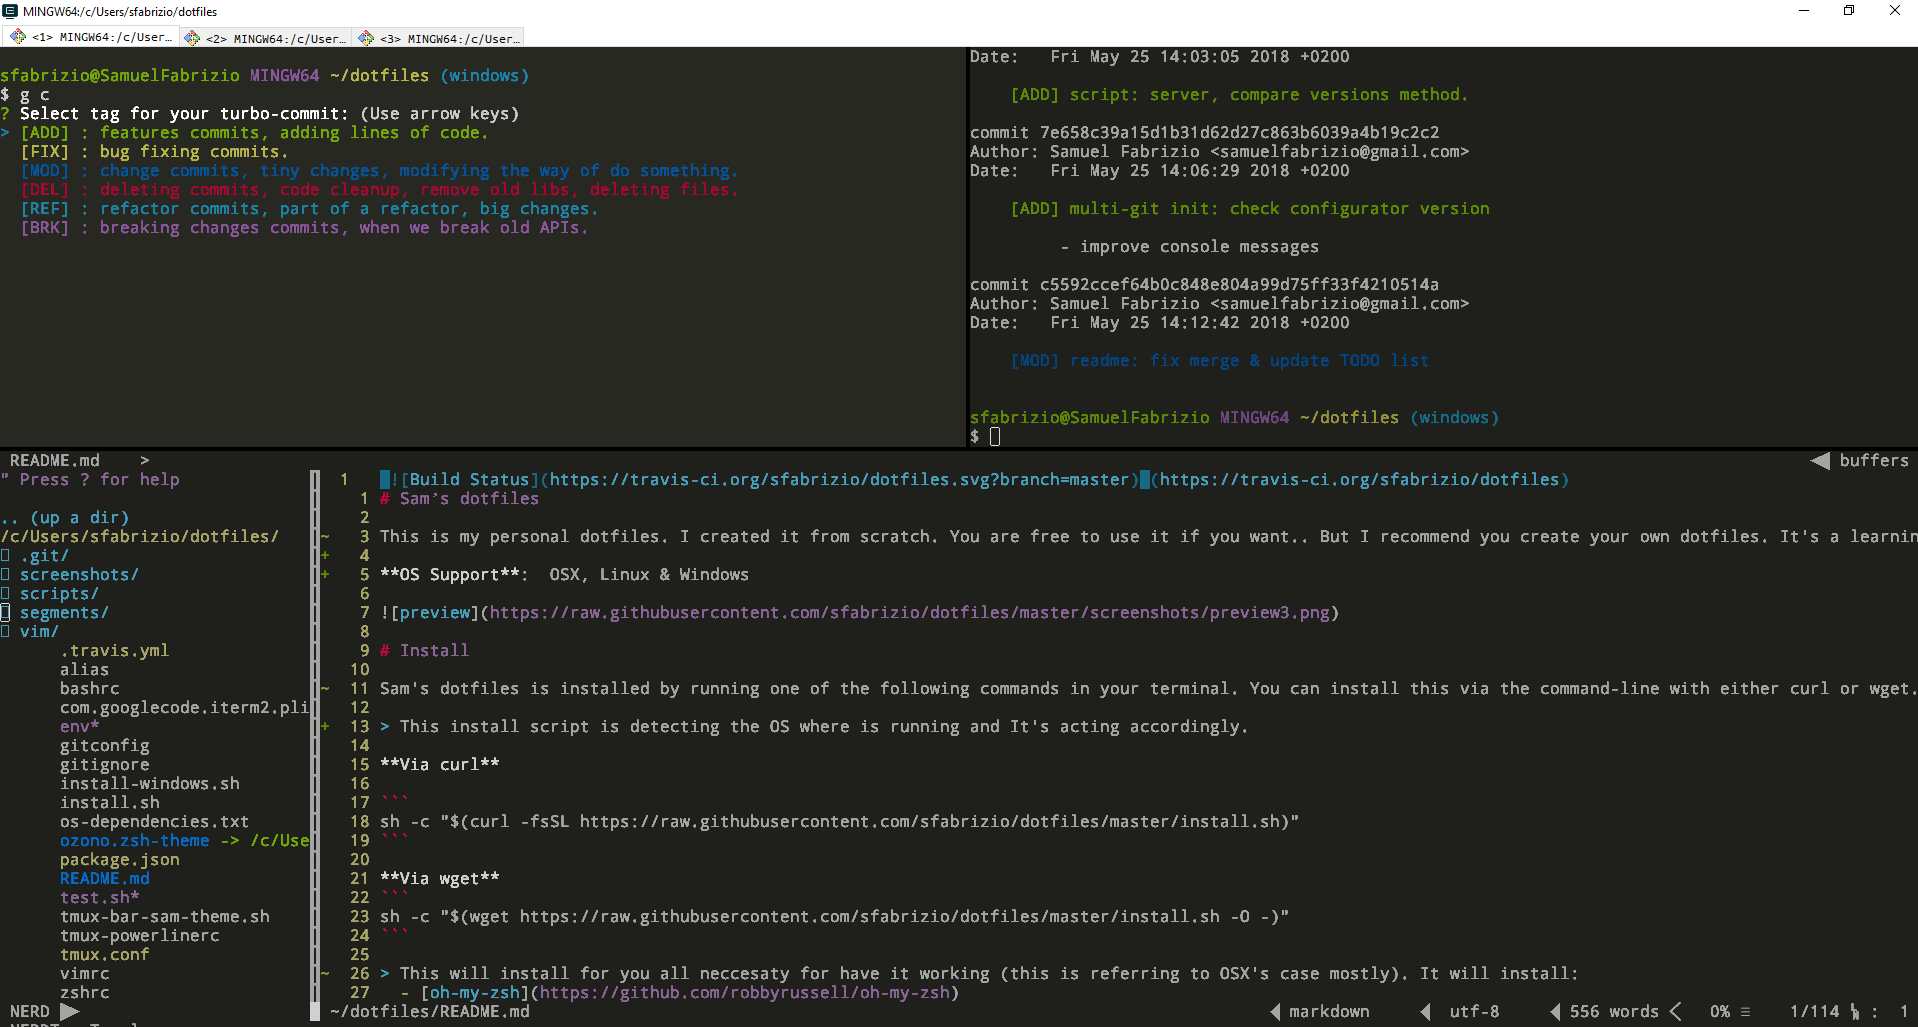 MINGW64:/c/Users/sfabrizio/dotfiles
<1> MINGW64:/c/User... <2> MINGW64:/c/User... <3> MINGW64:/c/User...
sfabrizio@SamuelFabrizio MINGW64 ~/dotfiles (windows)
$ g c
? Select tag for your turbo-commit: (Use arrow keys)
> [ADD] : features commits, adding lines of code.
[FIX] : bug fixing commits.
[MOD] : change commits, tiny changes, modifying the way of do something.
[DEL] : deleting commits, code cleanup, remove old libs, deleting files.
[REF] : refactor commits, part of a refactor, big changes.
[BRK] : breaking changes commits, when we break old APIs.
Date:   Fri May 25 14:03:05 2018 +0200
[ADD] script: server, compare versions method.
commit 7e658c39a15d1b31d62d27c863b6039a4b19c2c2
Author: Samuel Fabrizio <samuelfabrizio@gmail.com>
Date:   Fri May 25 14:06:29 2018 +0200
[ADD] multi-git init: check configurator version
- improve console messages
commit c5592ccef64b0c848e804a99d75ff33f4210514a
Author: Samuel Fabrizio <samuelfabrizio@gmail.com>
Date:   Fri May 25 14:12:42 2018 +0200
[MOD] readme: fix merge & update TODO list
sfabrizio@SamuelFabrizio MINGW64 ~/dotfiles (windows)
$
README.md    >
buffers
" Press ? for help
.. (up a dir)
/c/Users/sfabrizio/dotfiles/
.git/
screenshots/
scripts/
segments/
vim/
.travis.yml
alias
bashrc
com.googlecode.iterm2.pli
env*
gitconfig
gitignore
install-windows.sh
install.sh
os-dependencies.txt
ozono.zsh-theme -> /c/Use
package.json
README.md
test.sh*
tmux-bar-sam-theme.sh
tmux-powerlinerc
tmux.conf
vimrc
zshrc
1 ![Build Status](https://travis-ci.org/sfabrizio/dotfiles.svg?branch=master) (https://travis-ci.org/sfabrizio/dotfiles)
1 # Sam's dotfiles
2
~ 3 This is my personal dotfiles. I created it from scratch. You are free to use it if you want.. But I recommend you create your own dotfiles. It's a learnin
+ 4
+ 5 **OS Support**:  OSX, Linux & Windows
6
7 ![preview](https://raw.githubusercontent.com/sfabrizio/dotfiles/master/screenshots/preview3.png)
8
9 # Install
10
~ 11 Sam's dotfiles is installed by running one of the following commands in your terminal. You can install this via the command-line with either curl or wget.
12
+ 13 > This install script is detecting the OS where is running and It's acting accordingly.
14
15 **Via curl**
16
17 ```
18 sh -c "$(curl -fsSL https://raw.githubusercontent.com/sfabrizio/dotfiles/master/install.sh)"
19 ```
20
21 **Via wget**
22 ```
23 sh -c "$(wget https://raw.githubusercontent.com/sfabrizio/dotfiles/master/install.sh -O -)"
24 ```
25
~ 26 > This will install for you all neccesaty for have it working (this is referring to OSX's case mostly). It will install:
27   - [oh-my-zsh](https://github.com/robbyrussell/oh-my-zsh)
NERD
~/dotfiles/README.md
markdown
utf-8
556 words
0%
1/114 : 1